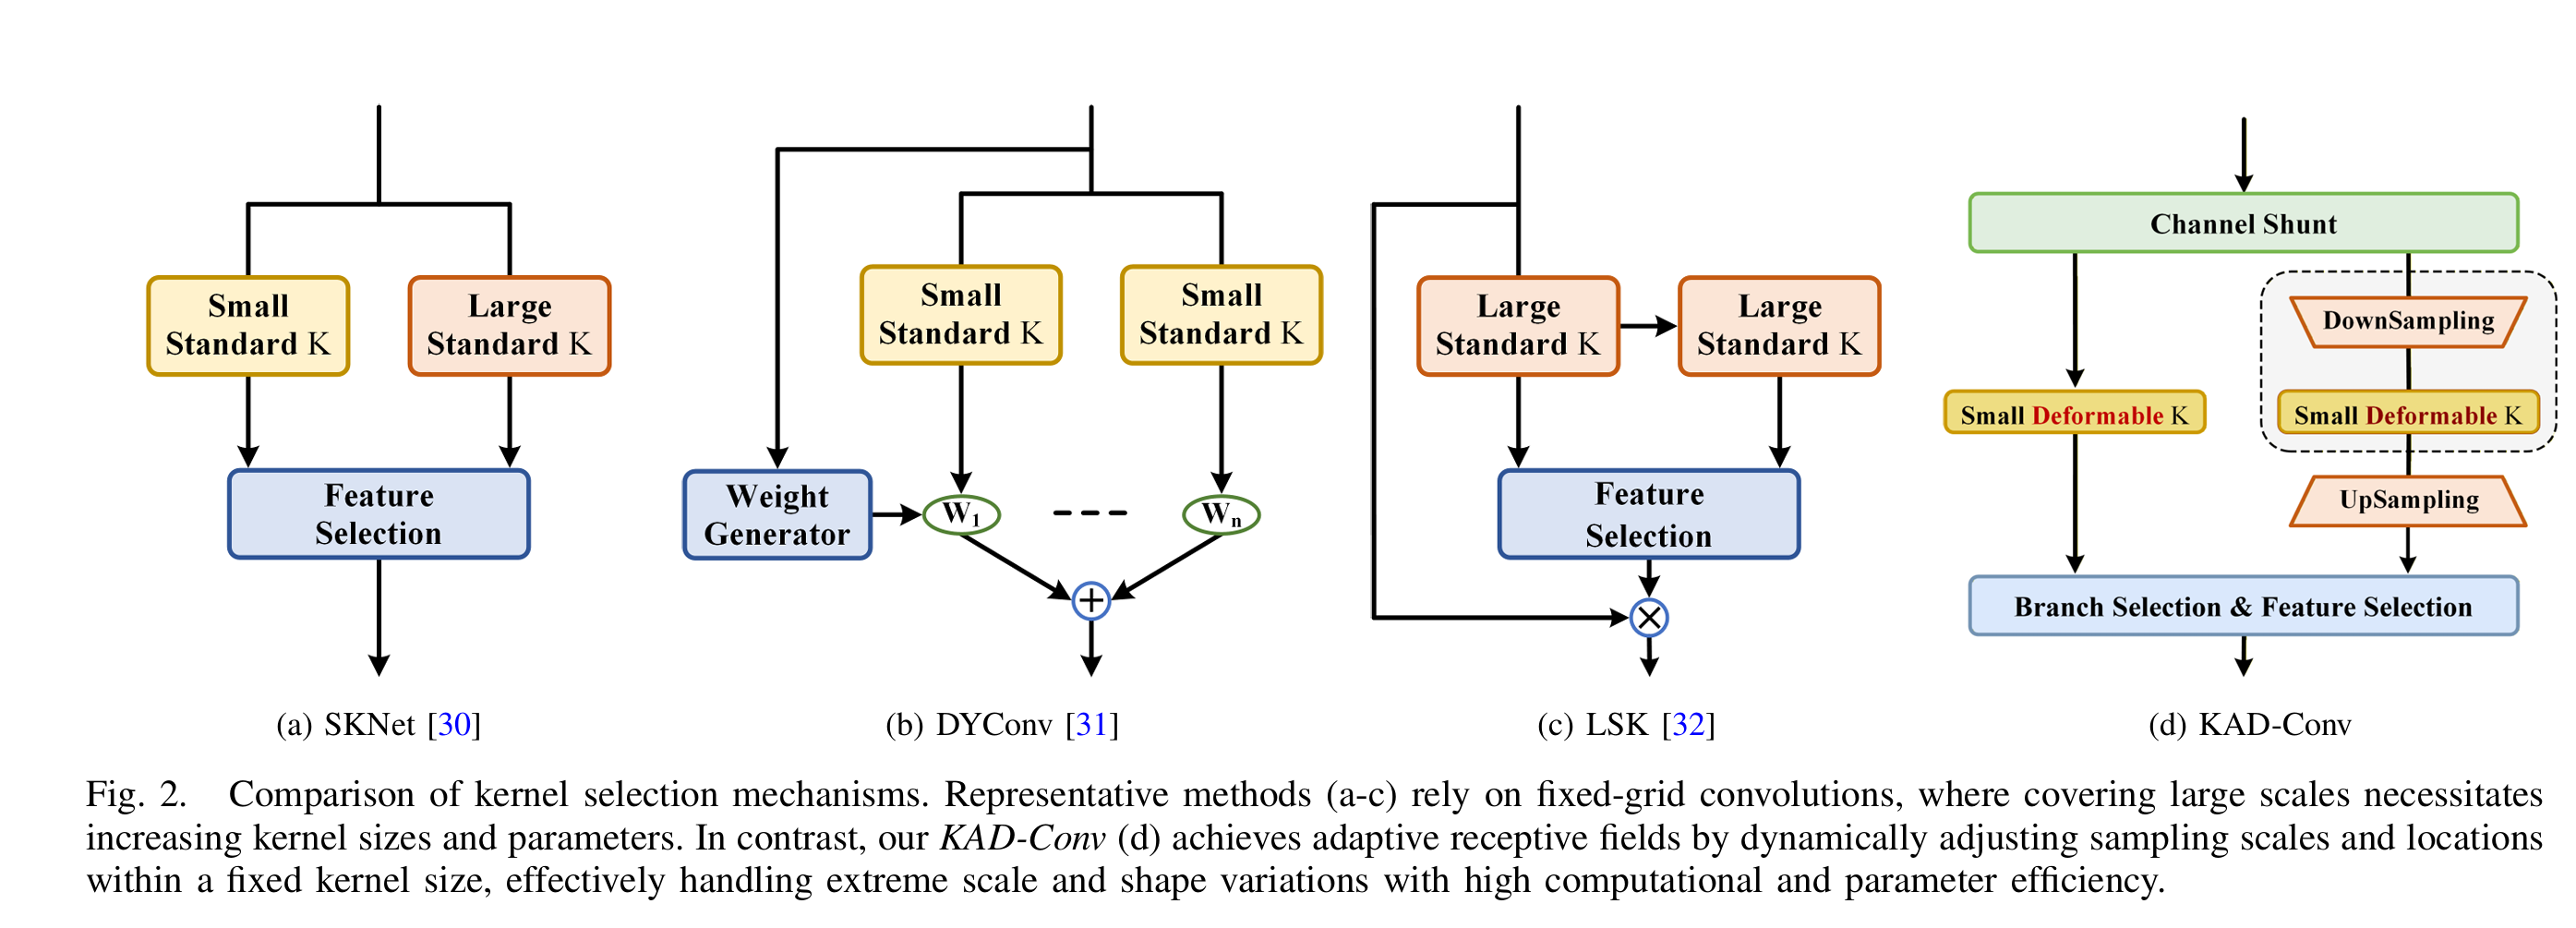 Small
Standard K
Large
Standard K
Feature
Selection
(a) SKNet [30]
Small
Standard K
Small
Standard K
Weight
Generator
W1
Wn
(b) DYConv [31]
Large
Standard K
Large
Standard K
Feature
Selection
(c) LSK [32]
Channel Shunt
DownSampling
Small Deformable K
Small Deformable K
UpSampling
Branch Selection & Feature Selection
(d) KAD-Conv
Fig. 2. Comparison of kernel selection mechanisms. Representative methods (a-c) rely on fixed-grid convolutions, where covering large scales necessitates
increasing kernel sizes and parameters. In contrast, our KAD-Conv (d) achieves adaptive receptive fields by dynamically adjusting sampling scales and locations
within a fixed kernel size, effectively handling extreme scale and shape variations with high computational and parameter efficiency.